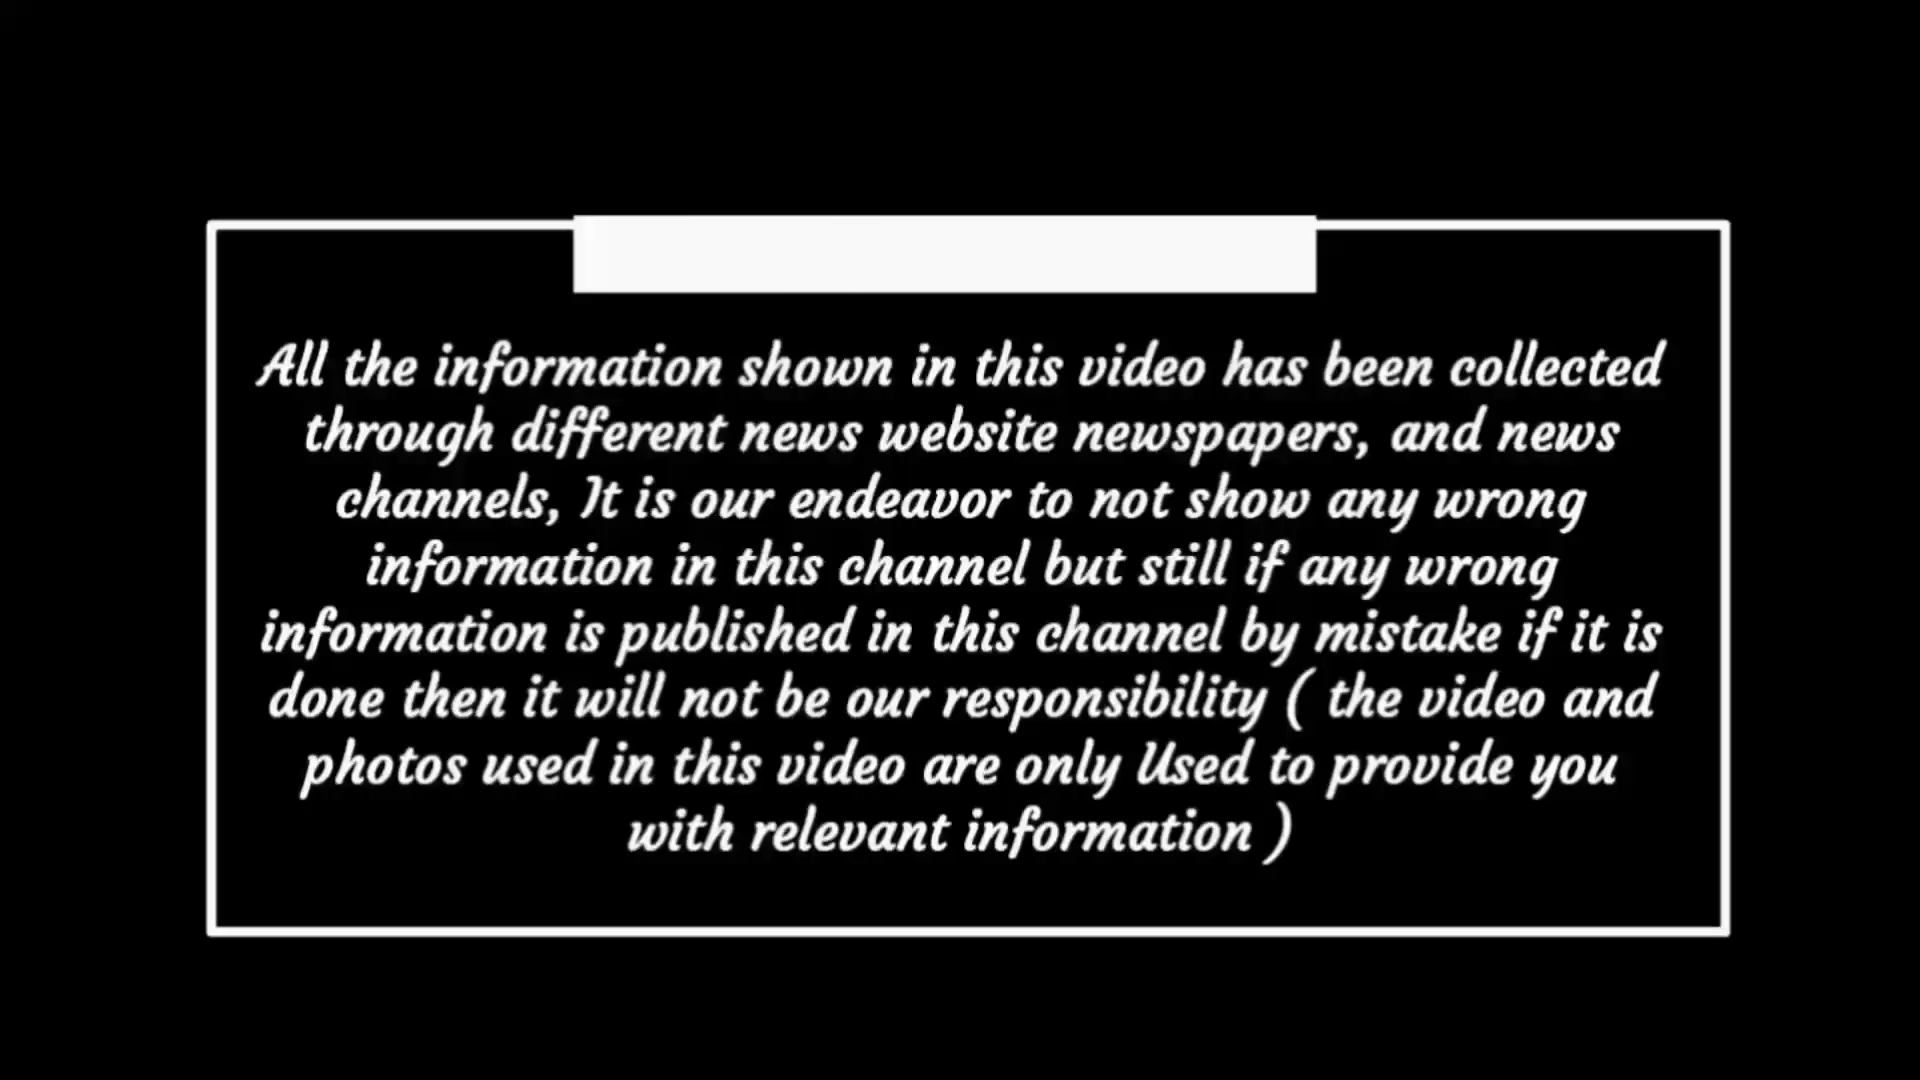 All the information shown in this video has been collected
through different news website newspapers, and news
channels, It is our endeavor to not show any wrong
information in this channel but still if any wrong
information is published in this channel by mistake if it is
done then it will not be our responsibility ( the video and
photos used in this video are only Used to provide you
with relevant information )